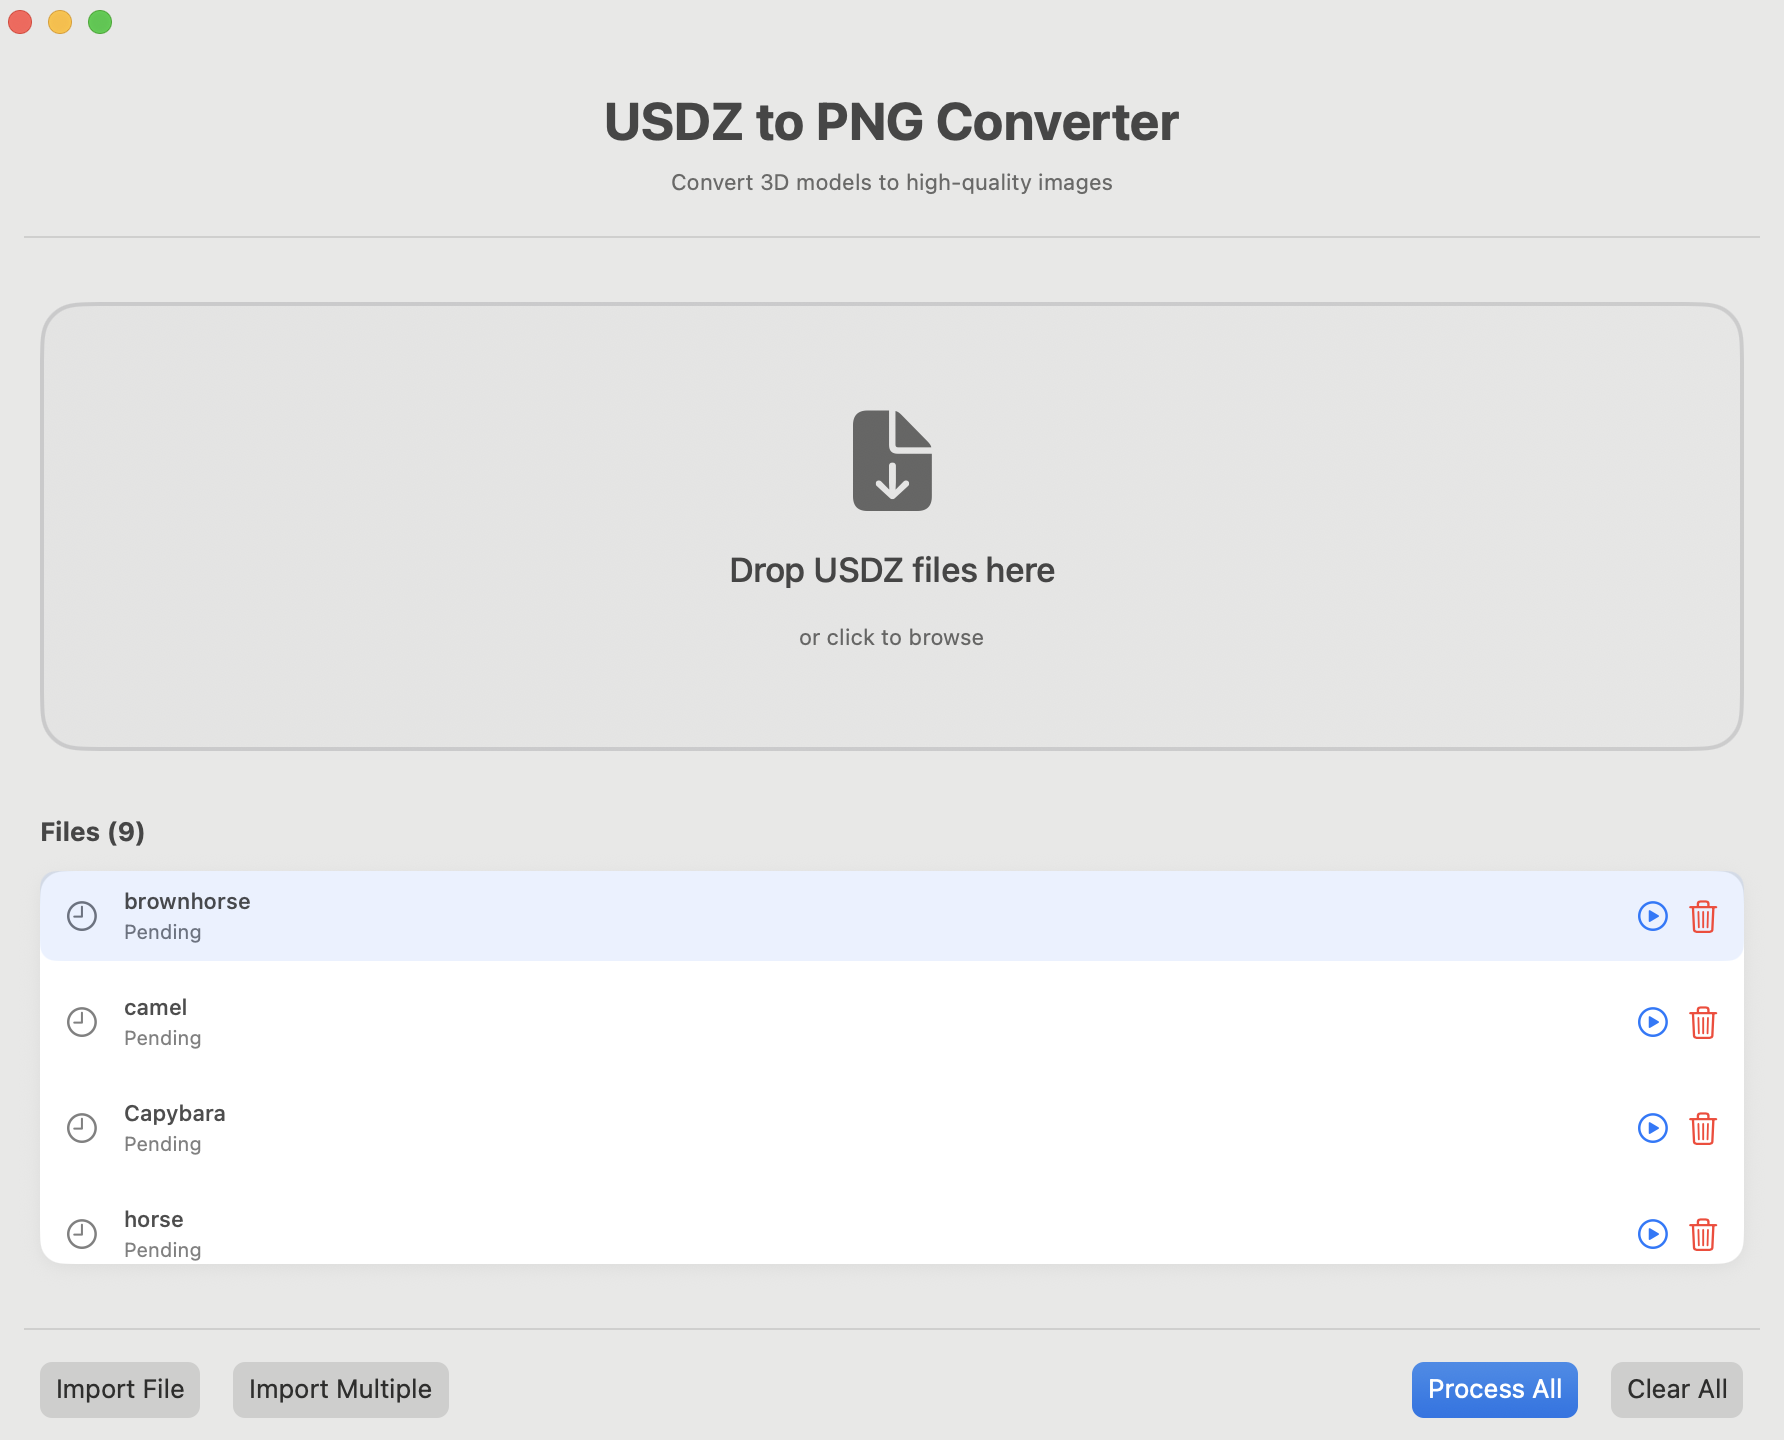 USDZ to PNG Converter
Convert 3D models to high-quality images
Drop USDZ files here
or click to browse
Files (9)
brownhorse
Pending
camel
Pending
Capybara
Pending
horse
Pending
Import File
Import Multiple
Process All
Clear All